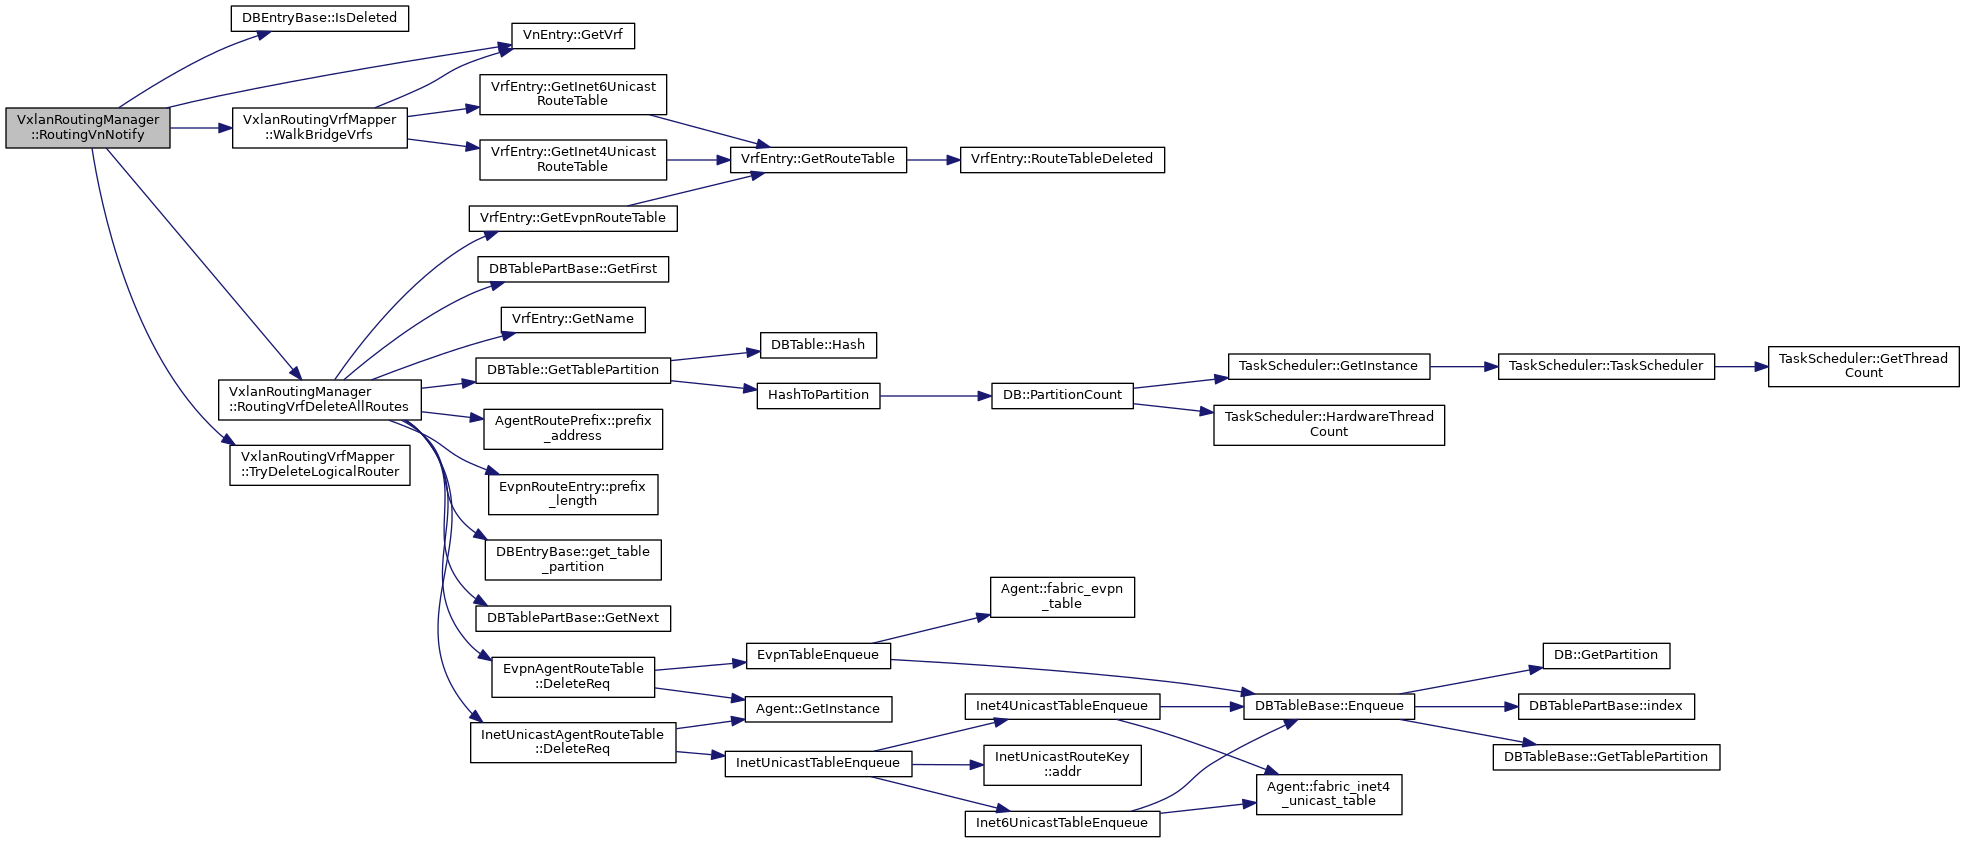 DBEntryBase::IsDeleted
VnEntry::GetVrf
VxlanRoutingManager
::RoutingVnNotify
VxlanRoutingVrfMapper
::WalkBridgeVrfs
VrfEntry::GetInet6Unicast
RouteTable
VrfEntry::GetInet4Unicast
RouteTable
VrfEntry::GetRouteTable
VrfEntry::RouteTableDeleted
VrfEntry::GetEvpnRouteTable
DBTablePartBase::GetFirst
VrfEntry::GetName
DBTable::GetTablePartition
DBTable::Hash
HashToPartition
DB::PartitionCount
TaskScheduler::GetInstance
TaskScheduler::TaskScheduler
TaskScheduler::GetThread
Count
TaskScheduler::HardwareThread
Count
VxlanRoutingManager
::RoutingVrfDeleteAllRoutes
AgentRoutePrefix::prefix
_address
VxlanRoutingVrfMapper
::TryDeleteLogicalRouter
EvpnRouteEntry::prefix
_length
DBEntryBase::get_table
_partition
DBTablePartBase::GetNext
EvpnAgentRouteTable
::DeleteReq
InetUnicastAgentRouteTable
::DeleteReq
EvpnTableEnqueue
Agent::fabric_evpn
_table
Agent::GetInstance
InetUnicastTableEnqueue
Inet4UnicastTableEnqueue
InetUnicastRouteKey
::addr
Inet6UnicastTableEnqueue
DBTableBase::Enqueue
Agent::fabric_inet4
_unicast_table
DB::GetPartition
DBTablePartBase::index
DBTableBase::GetTablePartition